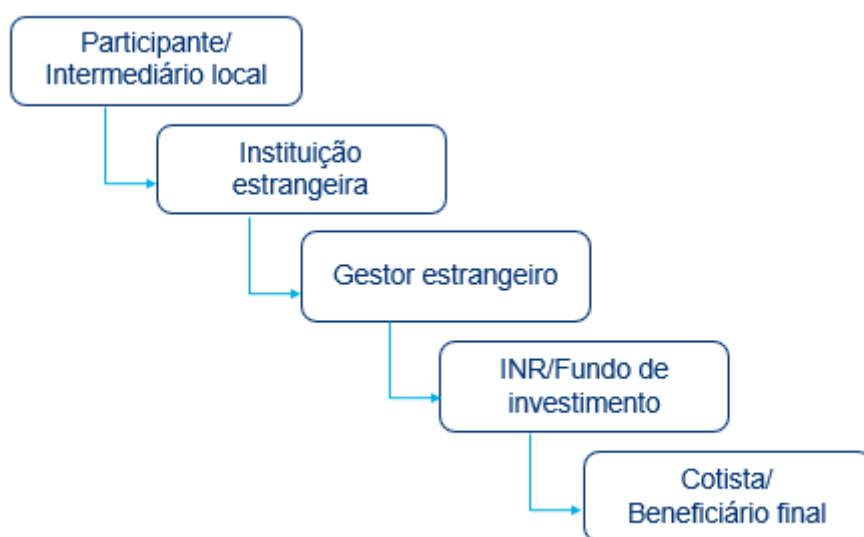 Participante/
Intermediário local
Instituição
estrangeira
Gestor estrangeiro
INR/Fundo de
investimento
Cotista/
Beneficiário final